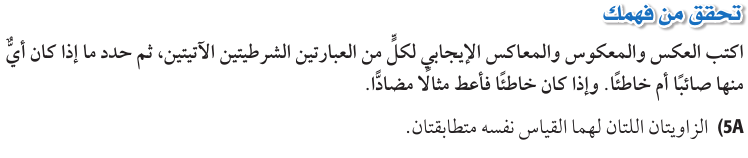 تحقق من فهمك
اكتب العكس والمعكوس والمعاكس الإيجابي لكلٍّ من العبارتين الشرطيتين الآتيتين، ثم حدد ما إذا كان أيٌّ
منها صائبًا أم خاطئًا. وإذا كان خاطئًا فأعط مثالًا مضادًّا.
5A) الزاويتان اللتان لهما القياس نفسه متطابقتان.